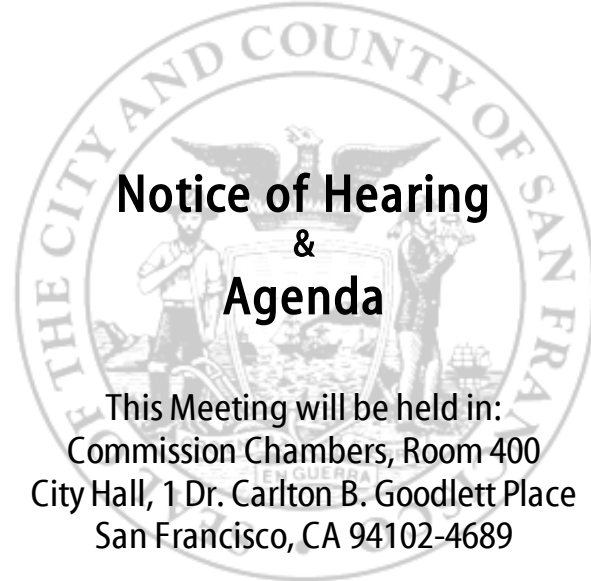 Notice of Hearing
&
Agenda
This Meeting will be held in:
Commission Chambers, Room 400
City Hall, 1 Dr. Carlton B. Goodlett Place
San Francisco, CA 94102-4689
THE CITY AND COUNTY OF SAN FRAN
EN GUERRA